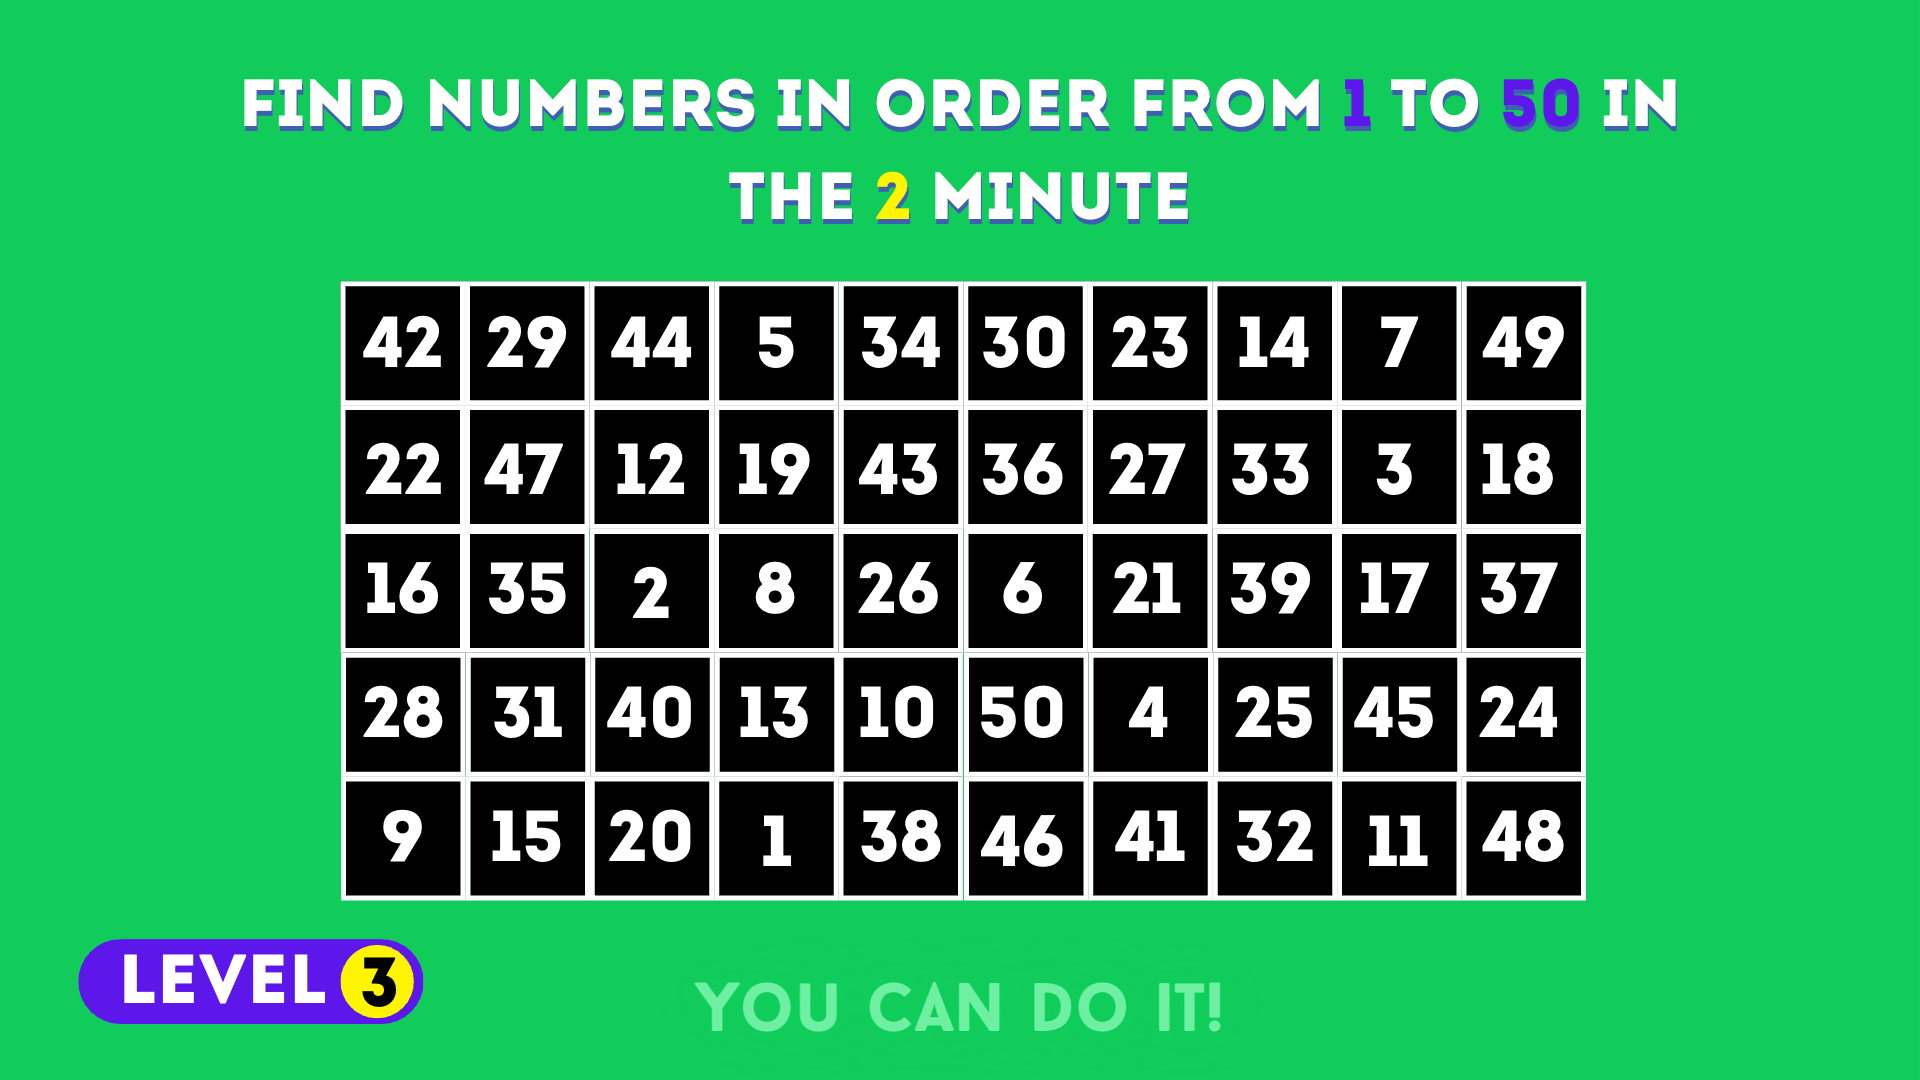 FIND NUMBERS IN ORDER FROM 1 TO 50 IN
THE 2 MINUTE
42 29 44 5 34 30 23 14 7 49
22 47 12 19 43 36 27 33 3 18
16 35 2 8 26 6 21 39 17 37
28 31 40 13 10 50 4 25 45 24
9 15 20 1 38 46 41 32 11 48
LEVEL 3
YOU CAN DO IT!